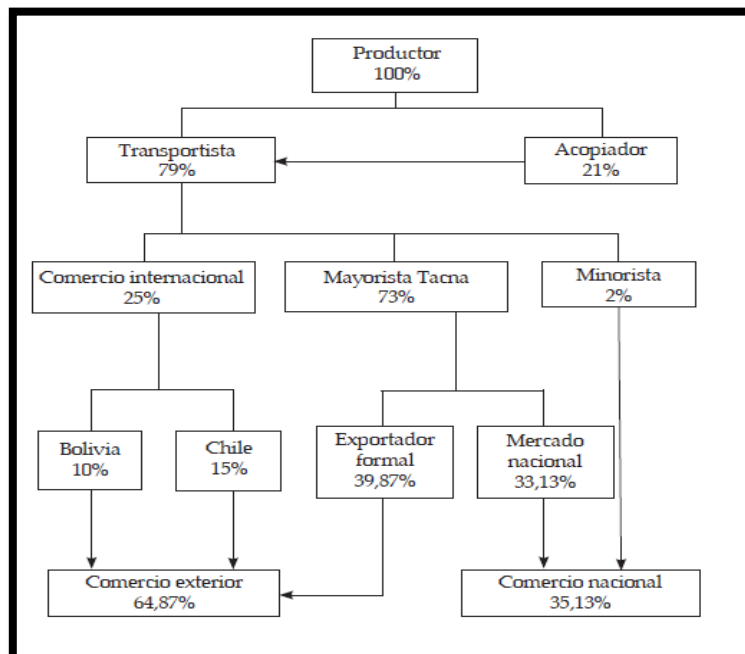 Productor
100%
Transportista
79%
Acopiador
21%
Comercio internacional
25%
Mayorista Tacna
73%
Minorista
2%
Bolivia
10%
Chile
15%
Exportador
formal
39,87%
Mercado
nacional
33,13%
Comercio exterior
64,87%
Comercio nacional
35,13%